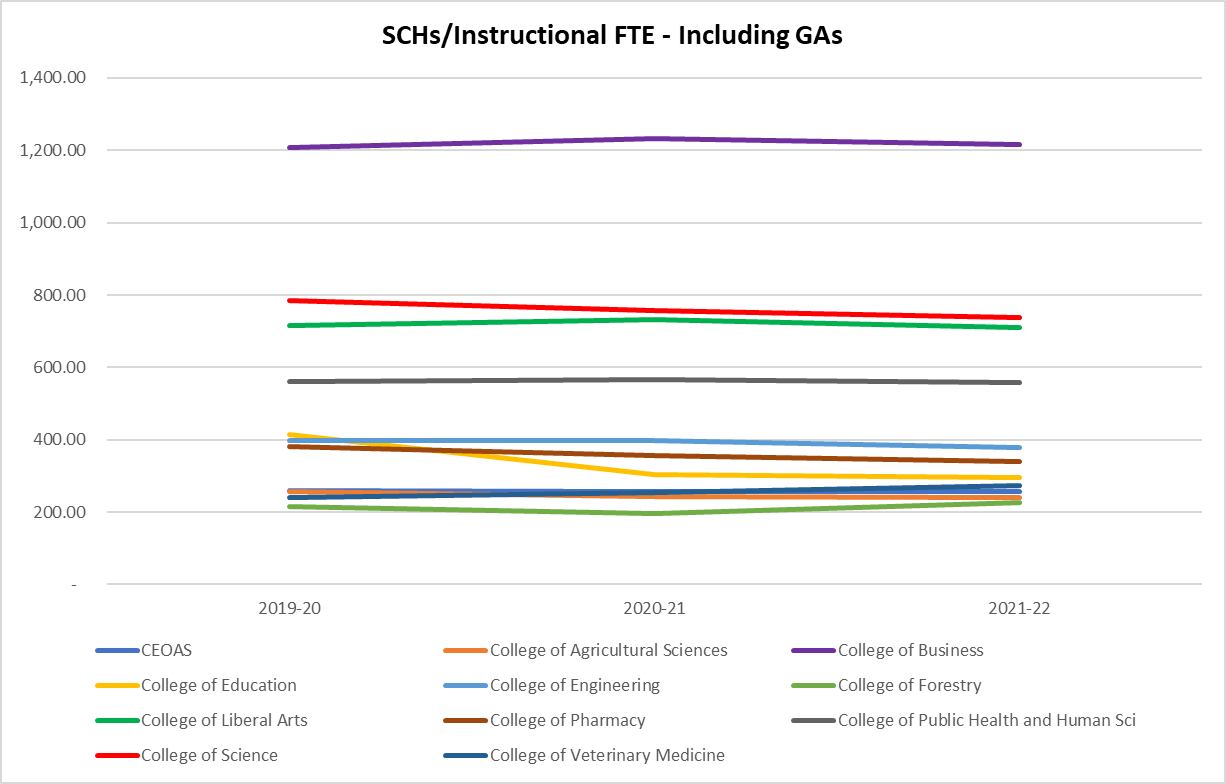 SCHs/Instructional FTE - Including GAs
1,400.00
1,200.00
1,000.00
800.00
600.00
400.00
200.00
-
2019-20 2020-21 2021-22
CEOAS College of Agricultural Sciences College of Business
College of Education College of Engineering College of Forestry
College of Liberal Arts College of Pharmacy College of Public Health and Human Sci
College of Science College of Veterinary Medicine